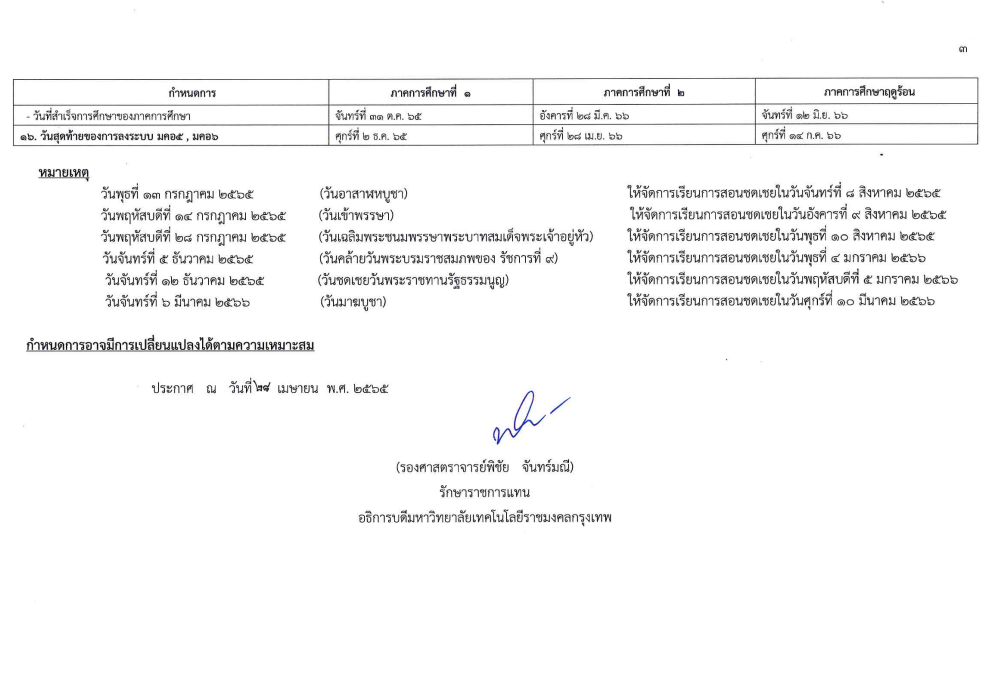 ๓
กำหนดการ ภาคการศึกษาที่ ๑ ภาคการศึกษาที่ ๒ ภาคการศึกษาฤดูร้อน
- วันที่สำเร็จการศึกษาของภาคการศึกษา จันทร์ที่ ๓๑ ต.ค. ๖๕ อังคารที่ ๒๘ มี.ค. ๖๖ จันทร์ที่ ๑๒ มิ.ย. ๖๖
๑๖. วันสุดท้ายของการลงระบบ มคอ๕ , มคอ๖ ศุกร์ที่ ๒ ธ.ค. ๖๕ ศุกร์ที่ ๒๘ เม.ย. ๖๖ ศุกร์ที่ ๑๔ ก.ค. ๖๖
หมายเหตุ
วันพุธที่ ๑๓ กรกฎาคม ๒๕๖๕ (วันอาสาฬหบูชา) ให้จัดการเรียนการสอนชดเชยในวันจันทร์ที่ ๘ สิงหาคม ๒๕๖๕
วันพฤหัสบดีที่ ๑๔ กรกฎาคม ๒๕๖๕ (วันเข้าพรรษา) ให้จัดการเรียนการสอนชดเชยในวันอังคารที่ ๙ สิงหาคม ๒๕๖๕
วันพฤหัสบดีที่ ๒๘ กรกฎาคม ๒๕๖๕ (วันเฉลิมพระชนมพรรษาพระบาทสมเด็จพระเจ้าอยู่หัว) ให้จัดการเรียนการสอนชดเชยในวันพุธที่ ๑๐ สิงหาคม ๒๕๖๕
วันจันทร์ที่ ๕ ธันวาคม ๒๕๖๕ (วันคล้ายวันพระบรมราชสมภพของ รัชการที่ ๙) ให้จัดการเรียนการสอนชดเชยในวันพุธที่ ๔ มกราคม ๒๕๖๖
วันจันทร์ที่ ๑๒ ธันวาคม ๒๕๖๕ (วันชดเชยวันพระราชทานรัฐธรรมนูญ) ให้จัดการเรียนการสอนชดเชยในวันพฤหัสบดีที่ ๕ มกราคม ๒๕๖๖
วันจันทร์ที่ ๖ มีนาคม ๒๕๖๖ (วันมาฆบูชา) ให้จัดการเรียนการสอนชดเชยในวันศุกร์ที่ ๑๐ มีนาคม ๒๕๖๖
กำหนดการอาจมีการเปลี่ยนแปลงได้ตามความเหมาะสม
ประกาศ ณ วันที่ ๒๘ เมษายน พ.ศ. ๒๕๖๕
(รองศาสตราจารย์พิชัย จันทร์มณี)
รักษาราชการแทน
อธิการบดีมหาวิทยาลัยเทคโนโลยีราชมงคลกรุงเทพ